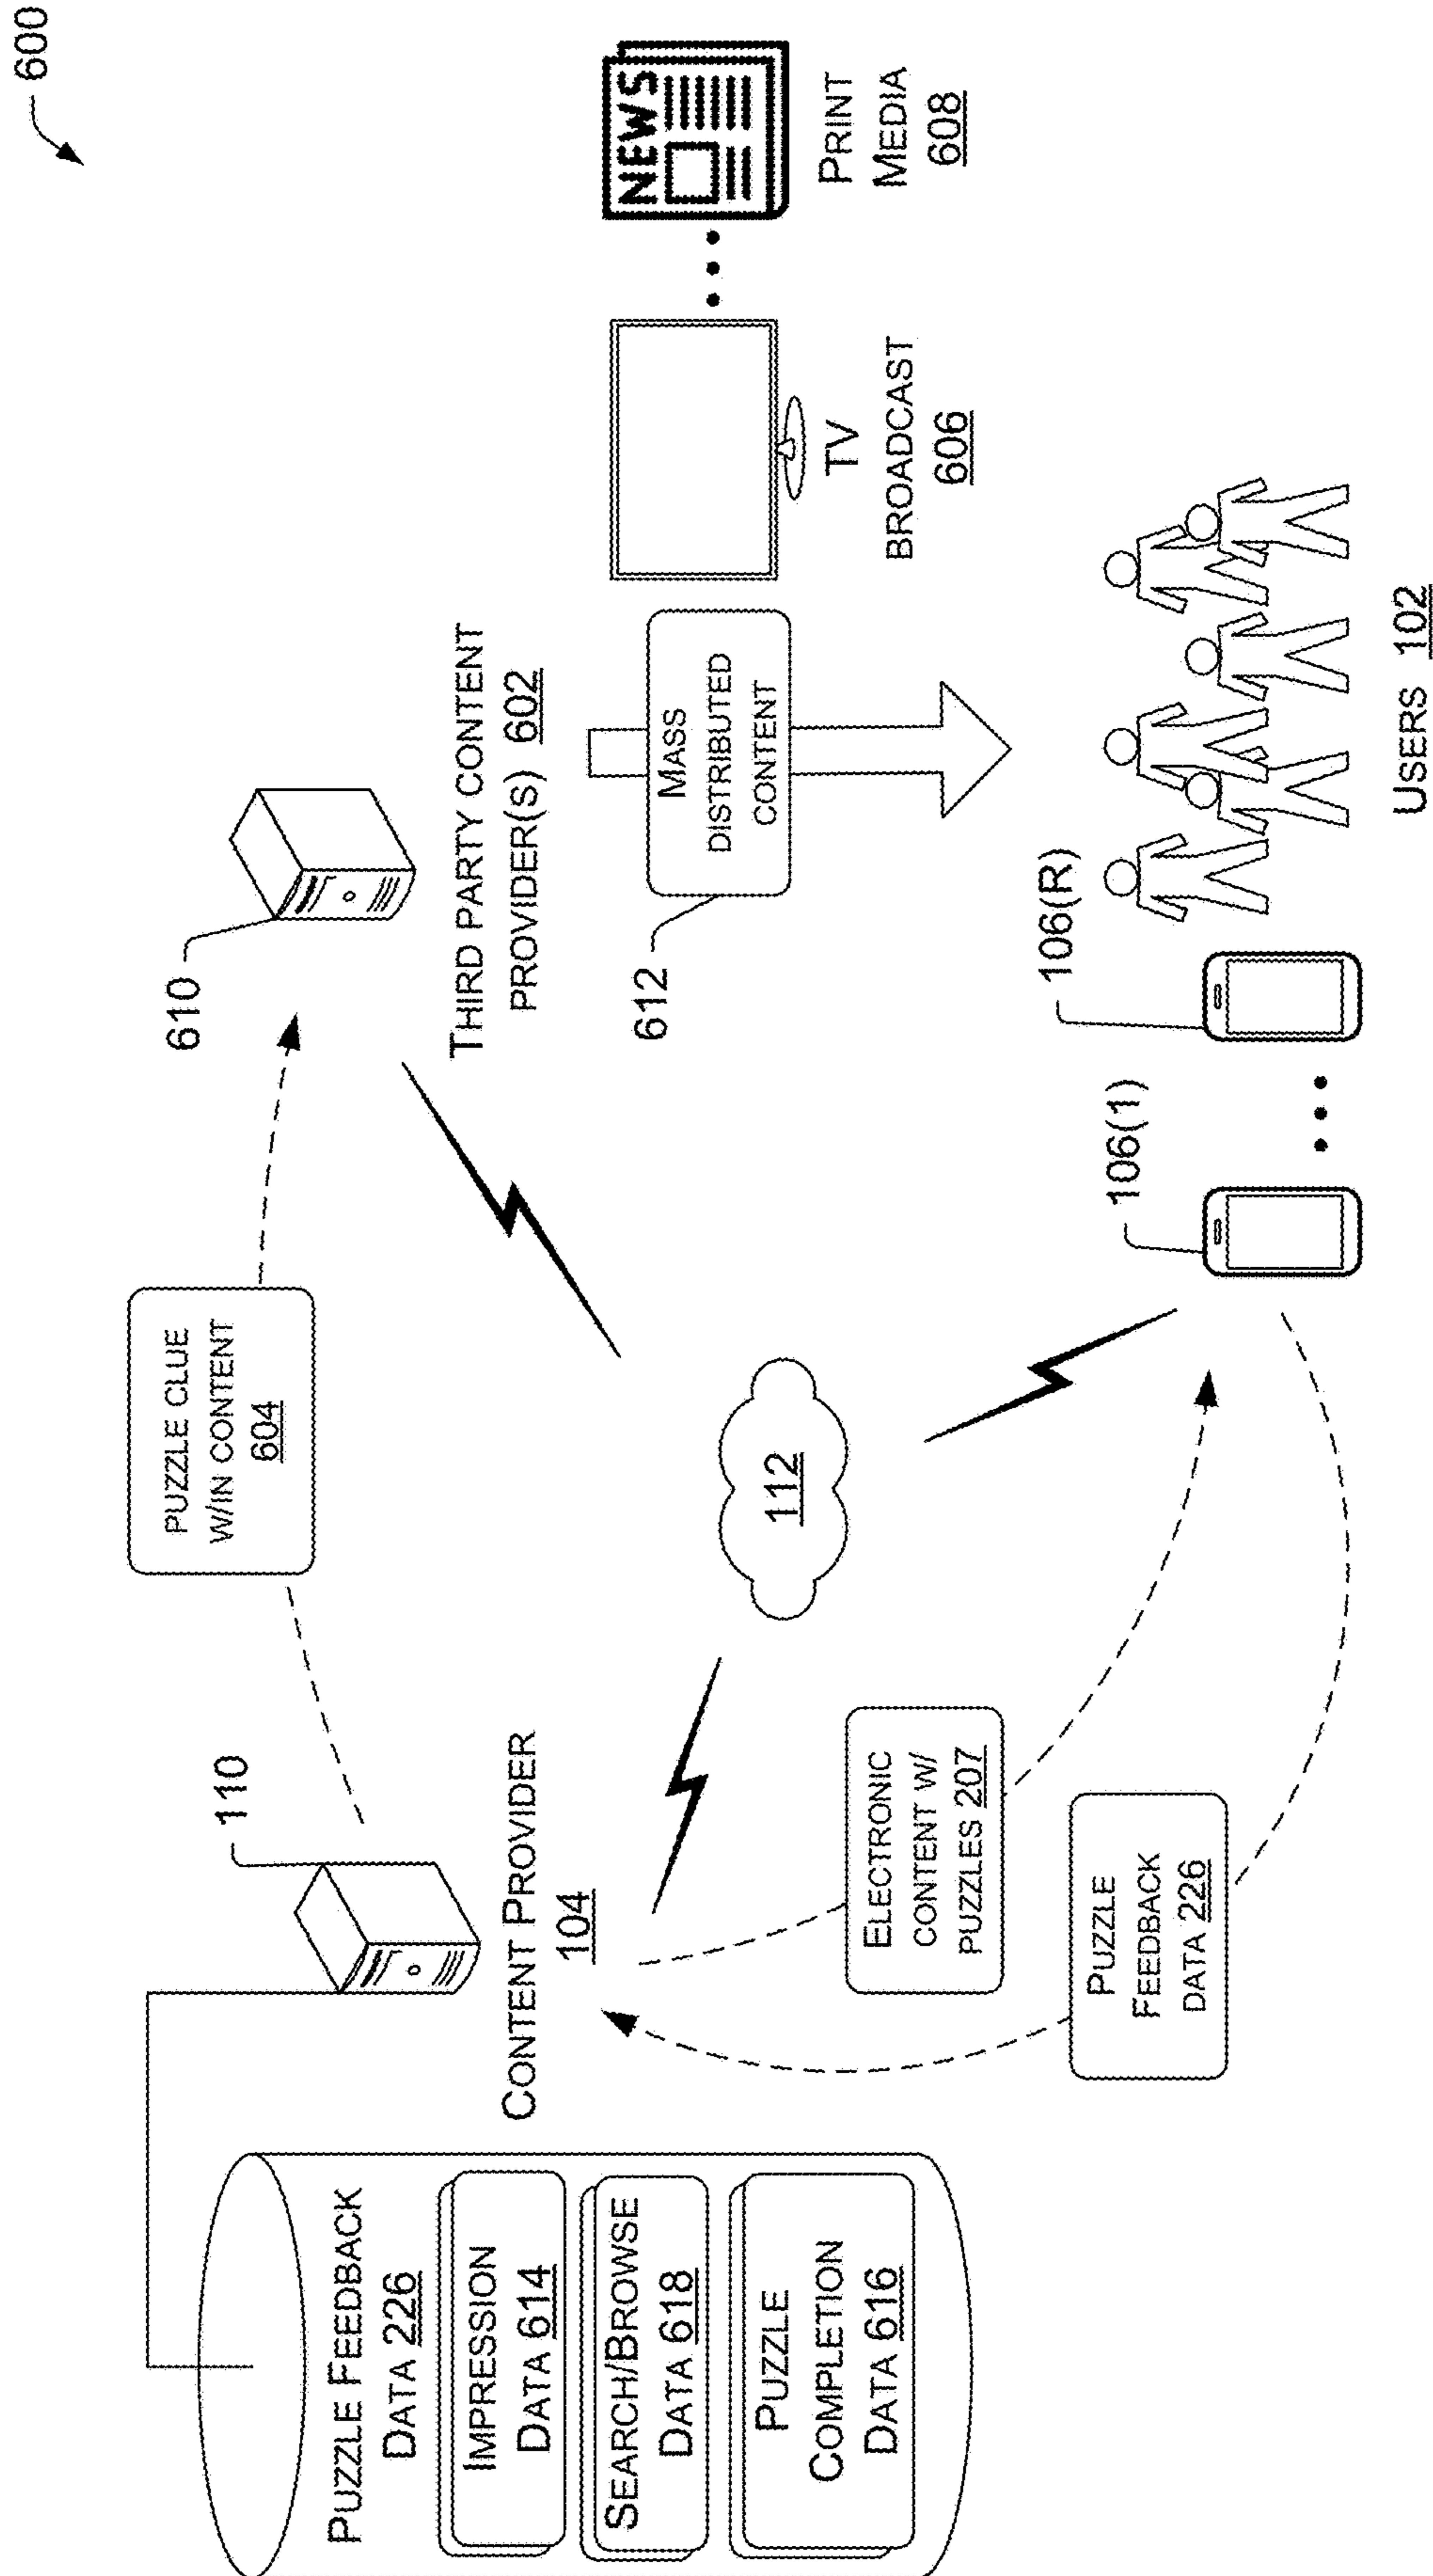 600
PUZZLE FEEDBACK
DATA 226
IMPRESSION
DATA 614
SEARCH/BROWSE
DATA 618
PUZZLE
COMPLETION
DATA 616
110
CONTENT PROVIDER
104
PUZZLE CLUE
W/IN CONTENT
604
610
THIRD PARTY CONTENT
PROVIDER(S) 602
612
MASS
DISTRIBUTED
CONTENT
TV
BROADCAST
606
NEWS
PRINT
MEDIA
608
112
ELECTRONIC
CONTENT W/
PUZZLES 207
PUZZLE
FEEDBACK
DATA 226
106(1)
106(R)
USERS 102